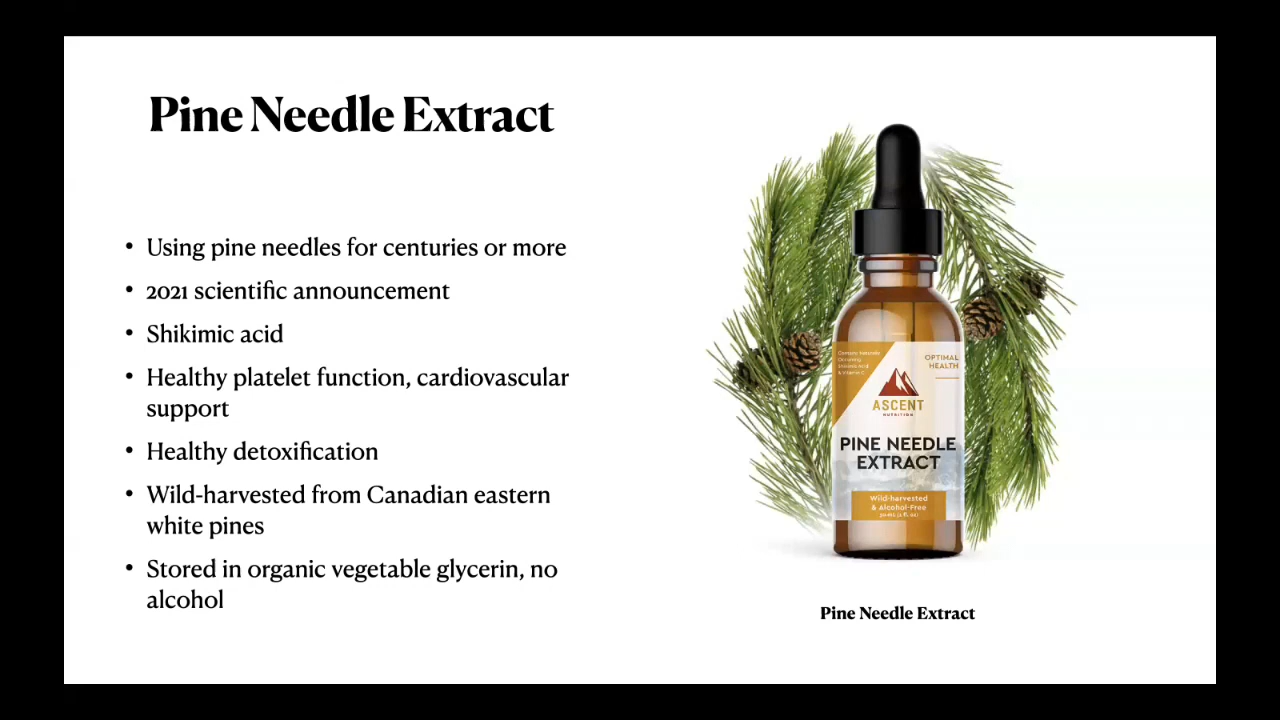 Pine Needle Extract
• Using pine needles for centuries or more
• 2021 scientific announcement
• Shikimic acid
• Healthy platelet function, cardiovascular
support
• Healthy detoxification
• Wild-harvested from Canadian eastern
white pines
• Stored in organic vegetable glycerin, no
alcohol
OPTIMAL
HEALTH
ASCENT
NUTRITION
PINE NEEDLE
EXTRACT
Wild-harvested
& Alcohol-Free
Pine Needle Extract